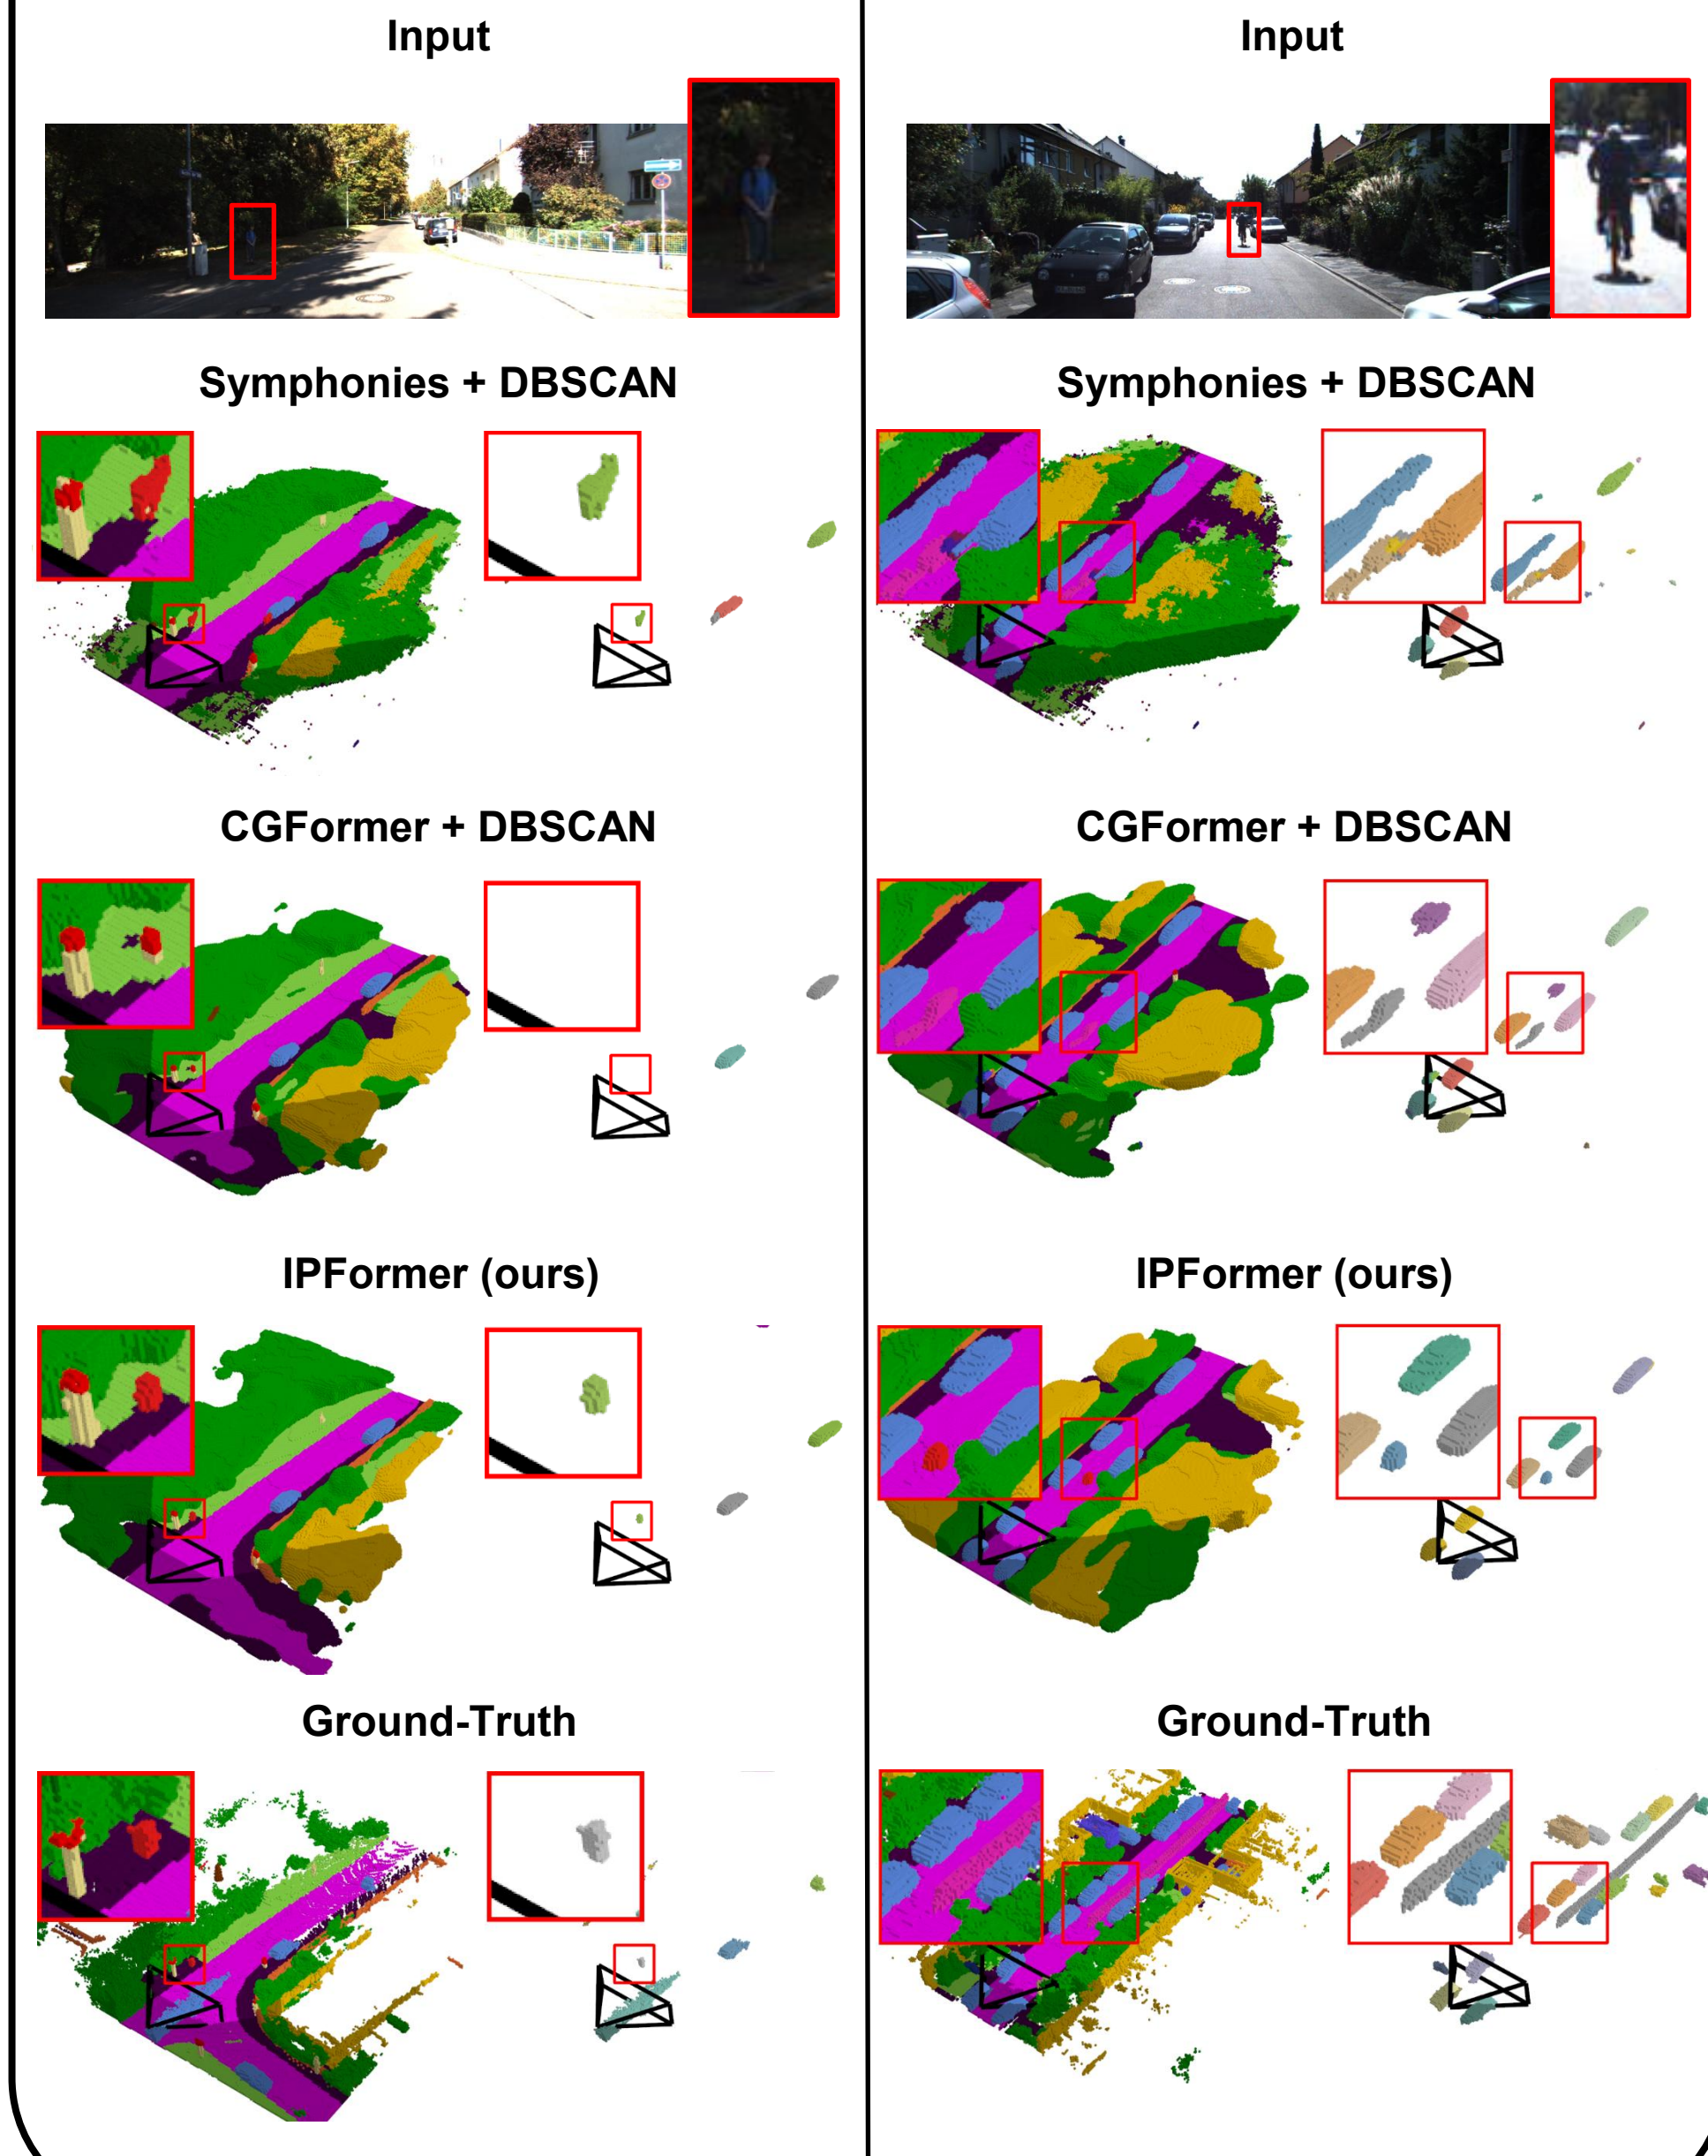 Input
Symphonies + DBSCAN
CGFormer + DBSCAN
IPFormer (ours)
Ground-Truth
Input
Symphonies + DBSCAN
CGFormer + DBSCAN
IPFormer (ours)
Ground-Truth